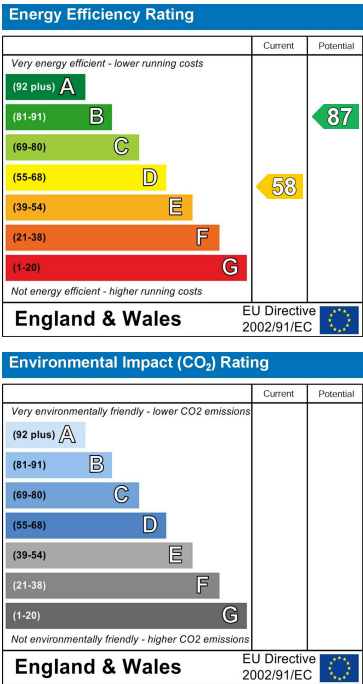 Energy Efficiency Rating
Current Potential
Very energy efficient - lower running costs
(92 plus) A
(81-91) B
87
(69-80) C
(55-68) D
58
(39-54) E
(21-38) F
(1-20) G
Not energy efficient - higher running costs
England & Wales
EU Directive
2002/91/EC
Environmental Impact (CO₂) Rating
Current Potential
Very environmentally friendly - lower CO2 emissions
(92 plus) A
(81-91) B
(69-80) C
(55-68) D
(39-54) E
(21-38) F
(1-20) G
Not environmentally friendly - higher CO2 emissions
England & Wales
EU Directive
2002/91/EC